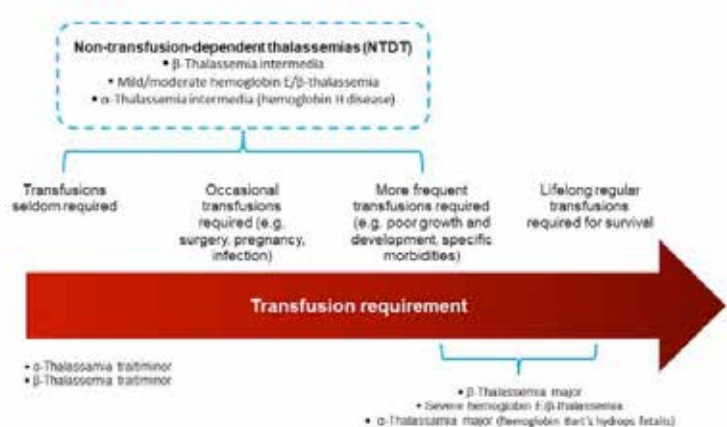 Non-transfusion-dependent thalassemias (NTDT)
• β-Thalassemia intermedia
• Mild/moderate hemoglobin E/β-thalassemia
• α-Thalassemia intermedia (hemoglobin H disease)
Transfusions
seldom required
Occasional
transfusions
required (e.g.
surgery, pregnancy,
infection)
More frequent
transfusions required
(e.g. poor growth and
development, specific
morbidities)
Lifelong regular
transfusions
required for survival
Transfusion requirement
• α-Thalassamia trait/minor
• β-Thalassemia trait/minor
• β-Thalassemia major
• Severe hemoglobin E/β-thalassemia
• α-Thalassamia major (hemoglobin Bart's hydrops fetalis)